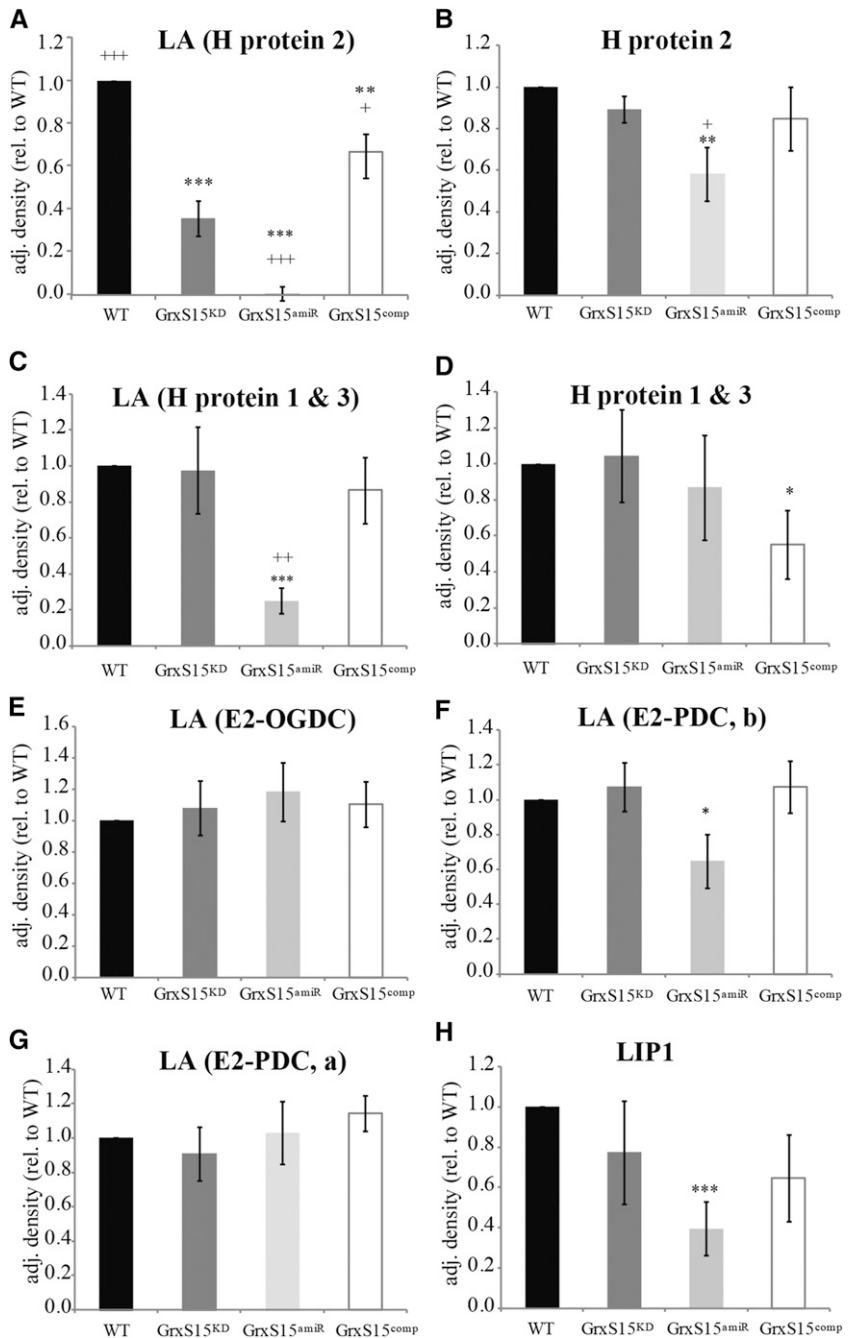 A
LA (H protein 2)
adj. density (rel. to WT)
1.2
1.0
0.8
0.6
0.4
0.2
0.0
+++
***
***
+++
**
+
WT GrxS15KD GrxS15amiR GrxS15comp
B
H protein 2
adj. density (rel. to WT)
1.2
1.0
0.8
0.6
0.4
0.2
0.0
+
**
WT GrxS15KD GrxS15amiR GrxS15comp
C
LA (H protein 1 & 3)
adj. density (rel. to WT)
1.4
1.2
1.0
0.8
0.6
0.4
0.2
0.0
++
***
WT GrxS15KD GrxS15amiR GrxS15comp
D
H protein 1 & 3
adj. density (rel. to WT)
1.4
1.2
1.0
0.8
0.6
0.4
0.2
0.0
*
WT GrxS15KD GrxS15amiR GrxS15comp
E
LA (E2-OGDC)
adj. density (rel. to WT)
1.6
1.4
1.2
1.0
0.8
0.6
0.4
0.2
0.0
WT GrxS15KD GrxS15amiR GrxS15comp
F
LA (E2-PDC, b)
adj. density (rel. to WT)
1.4
1.2
1.0
0.8
0.6
0.4
0.2
0.0
*
WT GrxS15KD GrxS15amiR GrxS15comp
G
LA (E2-PDC, a)
adj. density (rel. to WT)
1.4
1.2
1.0
0.8
0.6
0.4
0.2
0.0
WT GrxS15KD GrxS15amiR GrxS15comp
H
LIP1
adj. density (rel. to WT)
1.2
1.0
0.8
0.6
0.4
0.2
0.0
***
WT GrxS15KD GrxS15amiR GrxS15comp